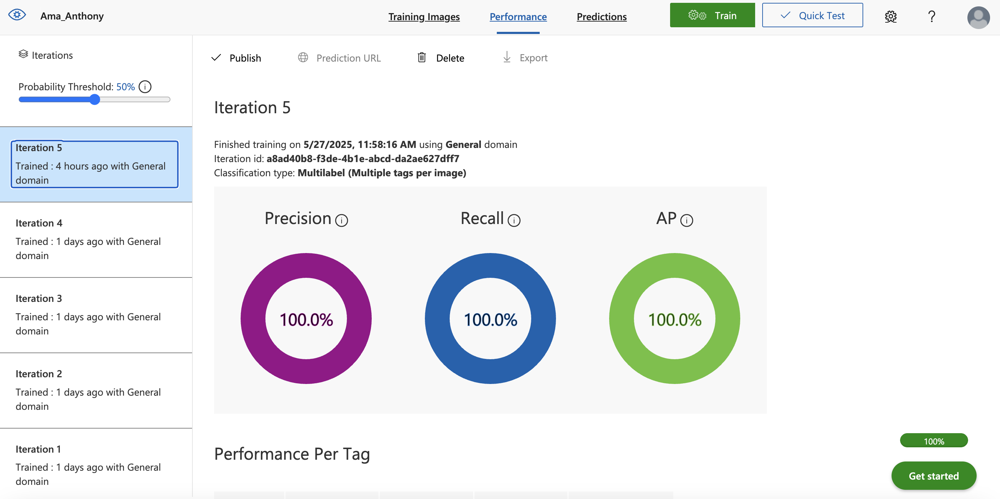 Ama_Anthony
Training Images
Performance
Predictions
Train
Quick Test
?
Iterations
Probability Threshold: 50%
Iteration 5
Trained : 4 hours ago with General
domain
Iteration 4
Trained : 1 days ago with General
domain
Iteration 3
Trained : 1 days ago with General
domain
Iteration 2
Trained : 1 days ago with General
domain
Iteration 1
Trained : 1 days ago with General
domain
Publish
Prediction URL
Delete
Export
Iteration 5
Finished training on 5/27/2025, 11:58:16 AM using General domain
Iteration id: a8ad40b8-f3de-4b1e-abcd-da2ae627dff7
Classification type: Multilabel (Multiple tags per image)
Precision
Recall
AP
100.0%
100.0%
100.0%
Performance Per Tag
100%
Get started